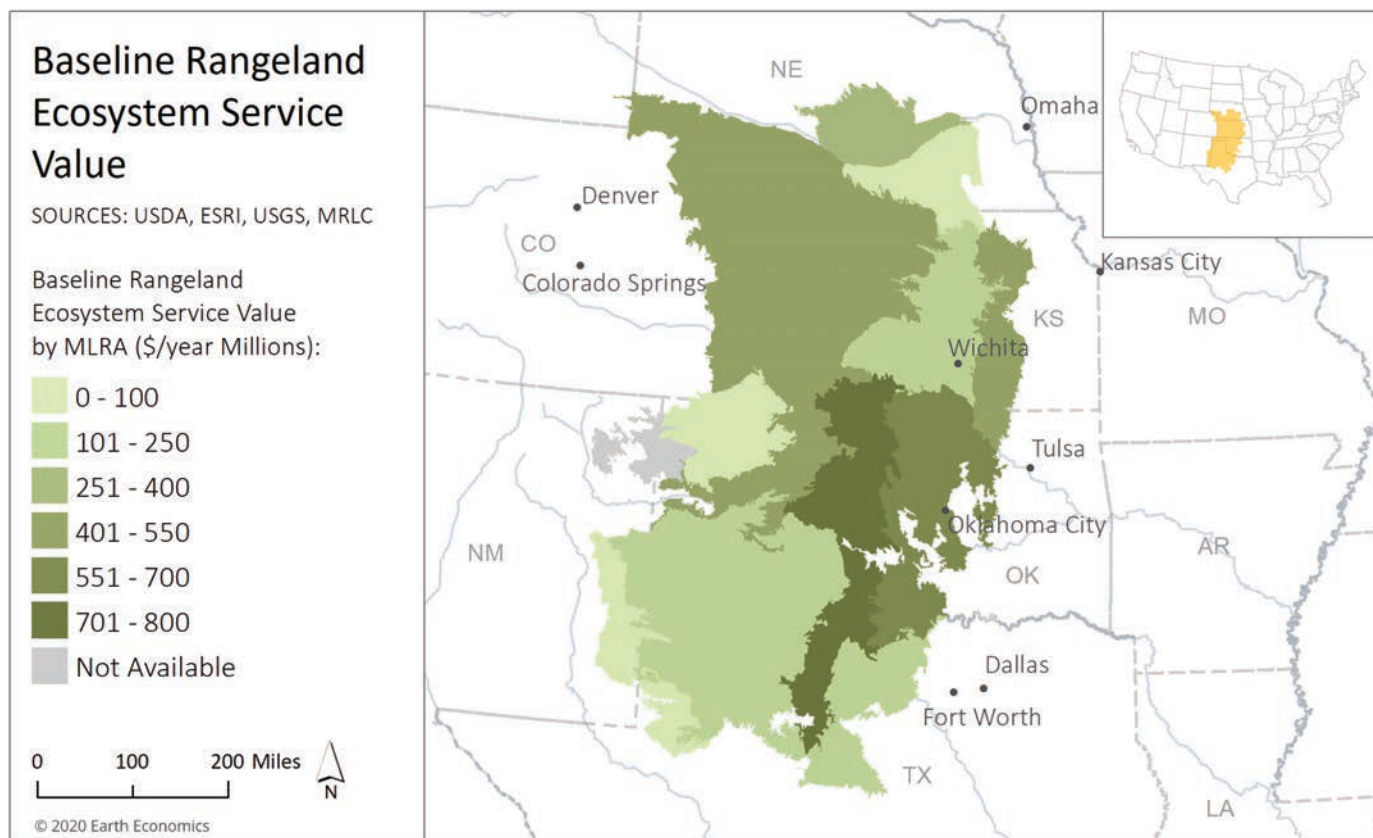 Baseline Rangeland
Ecosystem Service
Value
SOURCES: USDA, ESRI, USGS, MRLC
Baseline Rangeland
Ecosystem Service Value
by MLRA ($/year Millions):
0 - 100
101 - 250
251 - 400
401 - 550
551 - 700
701 - 800
Not Available
0 100 200 Miles
N
© 2020 Earth Economics
NE
Omaha
Denver
CO
Colorado Springs
Kansas City
KS
MO
Wichita
Tulsa
Oklahoma City
NM
AR
OK
Dallas
Fort Worth
TX
LA